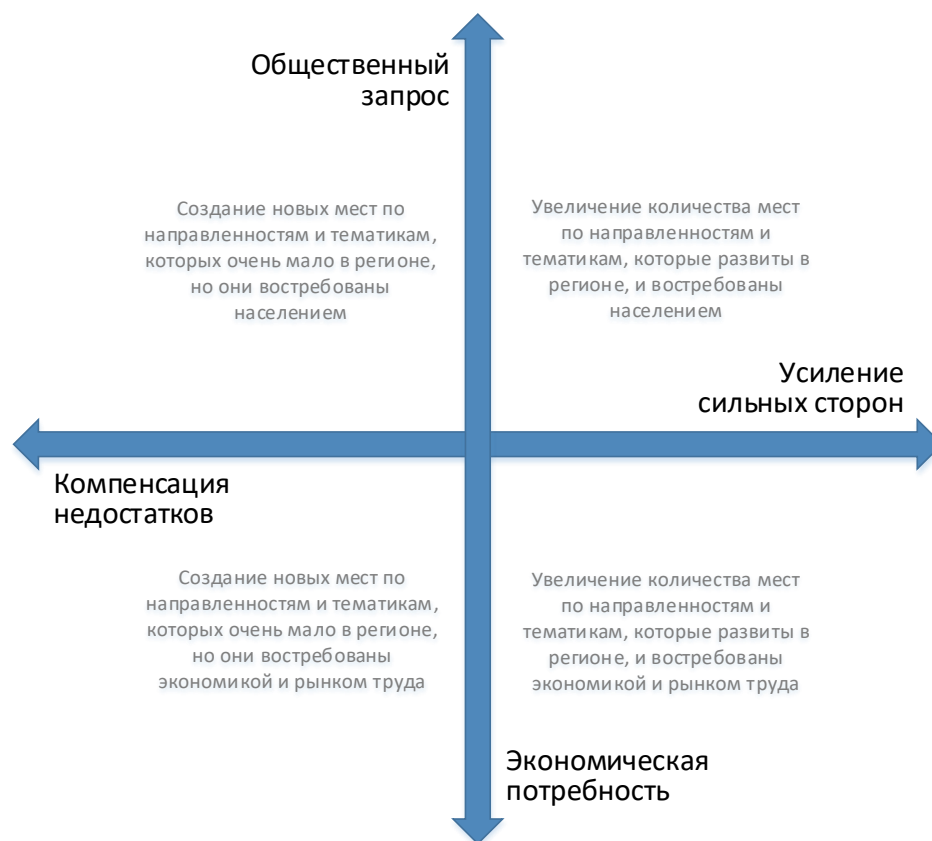 Общественный
запрос
Создание новых мест по
направленностям и тематикам,
которых очень мало в регионе,
но они востребованы
населением
Увеличение количества мест
по направленностям и
тематикам, которые развиты в
регионе, и востребованы
населением
Усиление
сильных сторон
Компенсация
недостатков
Создание новых мест по
направленностям и тематикам,
которых очень мало в регионе,
но они востребованы
экономикой и рынком труда
Увеличение количества мест
по направленностям и
тематикам, которые развиты в
регионе, и востребованы
экономикой и рынком труда
Экономическая
потребность